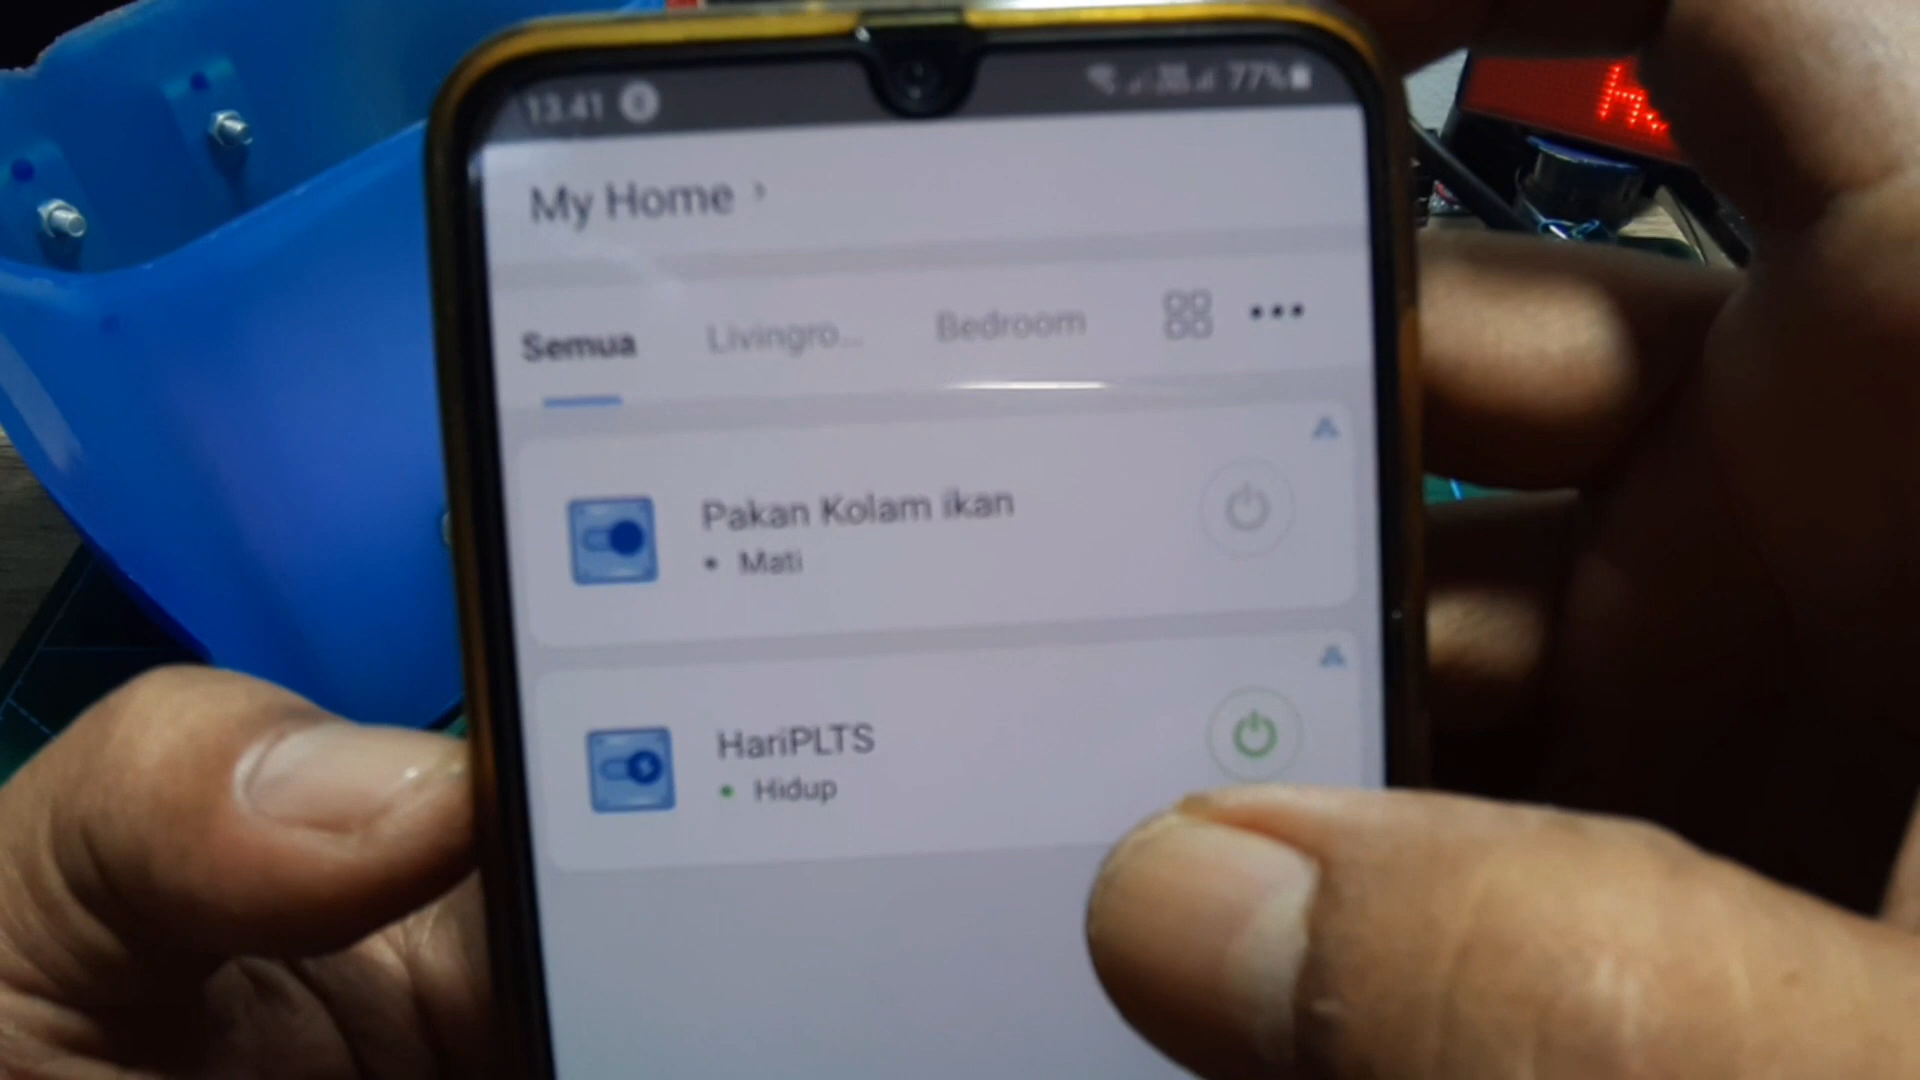 13.41 77%
My Home
Semua Livingro... Bedroom
Pakan Kolam ikan
• Mati
HariPLTS
• Hidup